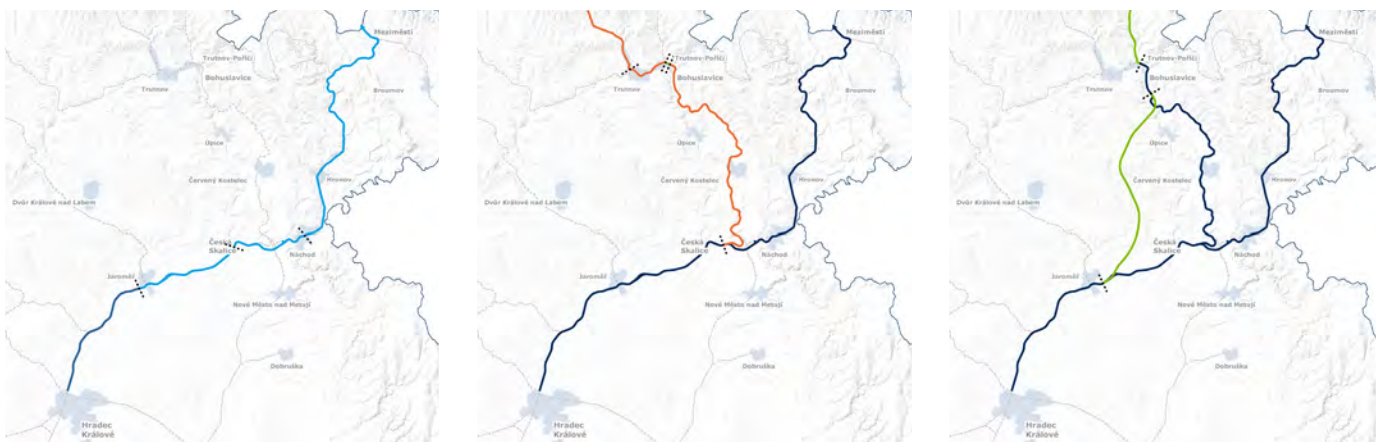 Meziměstí
Trutnov-Poříčí
Bohuslavice
Trutnov
Broumov
Úpice
Červený Kostelec
Hronov
Dvůr Králové nad Labem
Česká
Skalice
Náchod
Jaroměř
Nové Město nad Metují
Dobruška
Hradec
Králové
Meziměstí
Trutnov-Poříčí
Bohuslavice
Trutnov
Broumov
Úpice
Červený Kostelec
Hronov
Dvůr Králové nad Labem
Česká
Skalice
Náchod
Jaroměř
Nové Město nad Metují
Dobruška
Hradec
Králové
Meziměstí
Trutnov-Poříčí
Bohuslavice
Trutnov
Broumov
Úpice
Červený Kostelec
Hronov
Dvůr Králové nad Labem
Česká
Skalice
Náchod
Jaroměř
Nové Město nad Metují
Dobruška
Hradec
Králové